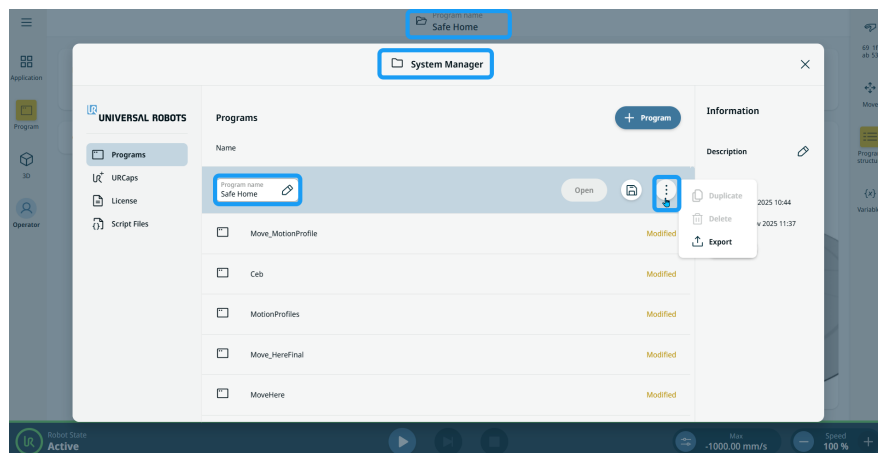 Program name
Safe Home
System Manager
Application
Program
3D
Operator
UNIVERSAL ROBOTS
Programs
URCaps
License
Script Files
Programs
+ Program
Name
Program name
Safe Home
Open
Move_MotionProfile
Modified
Ceb
Modified
MotionProfiles
Modified
Move_HereFinal
Modified
MoveHere
Modified
Information
Description
Duplicate
Delete
Export
2025 10:44
2025 11:37
Move
Robot State
Active
Max
-1000.00 mm/s
Speed
100 %